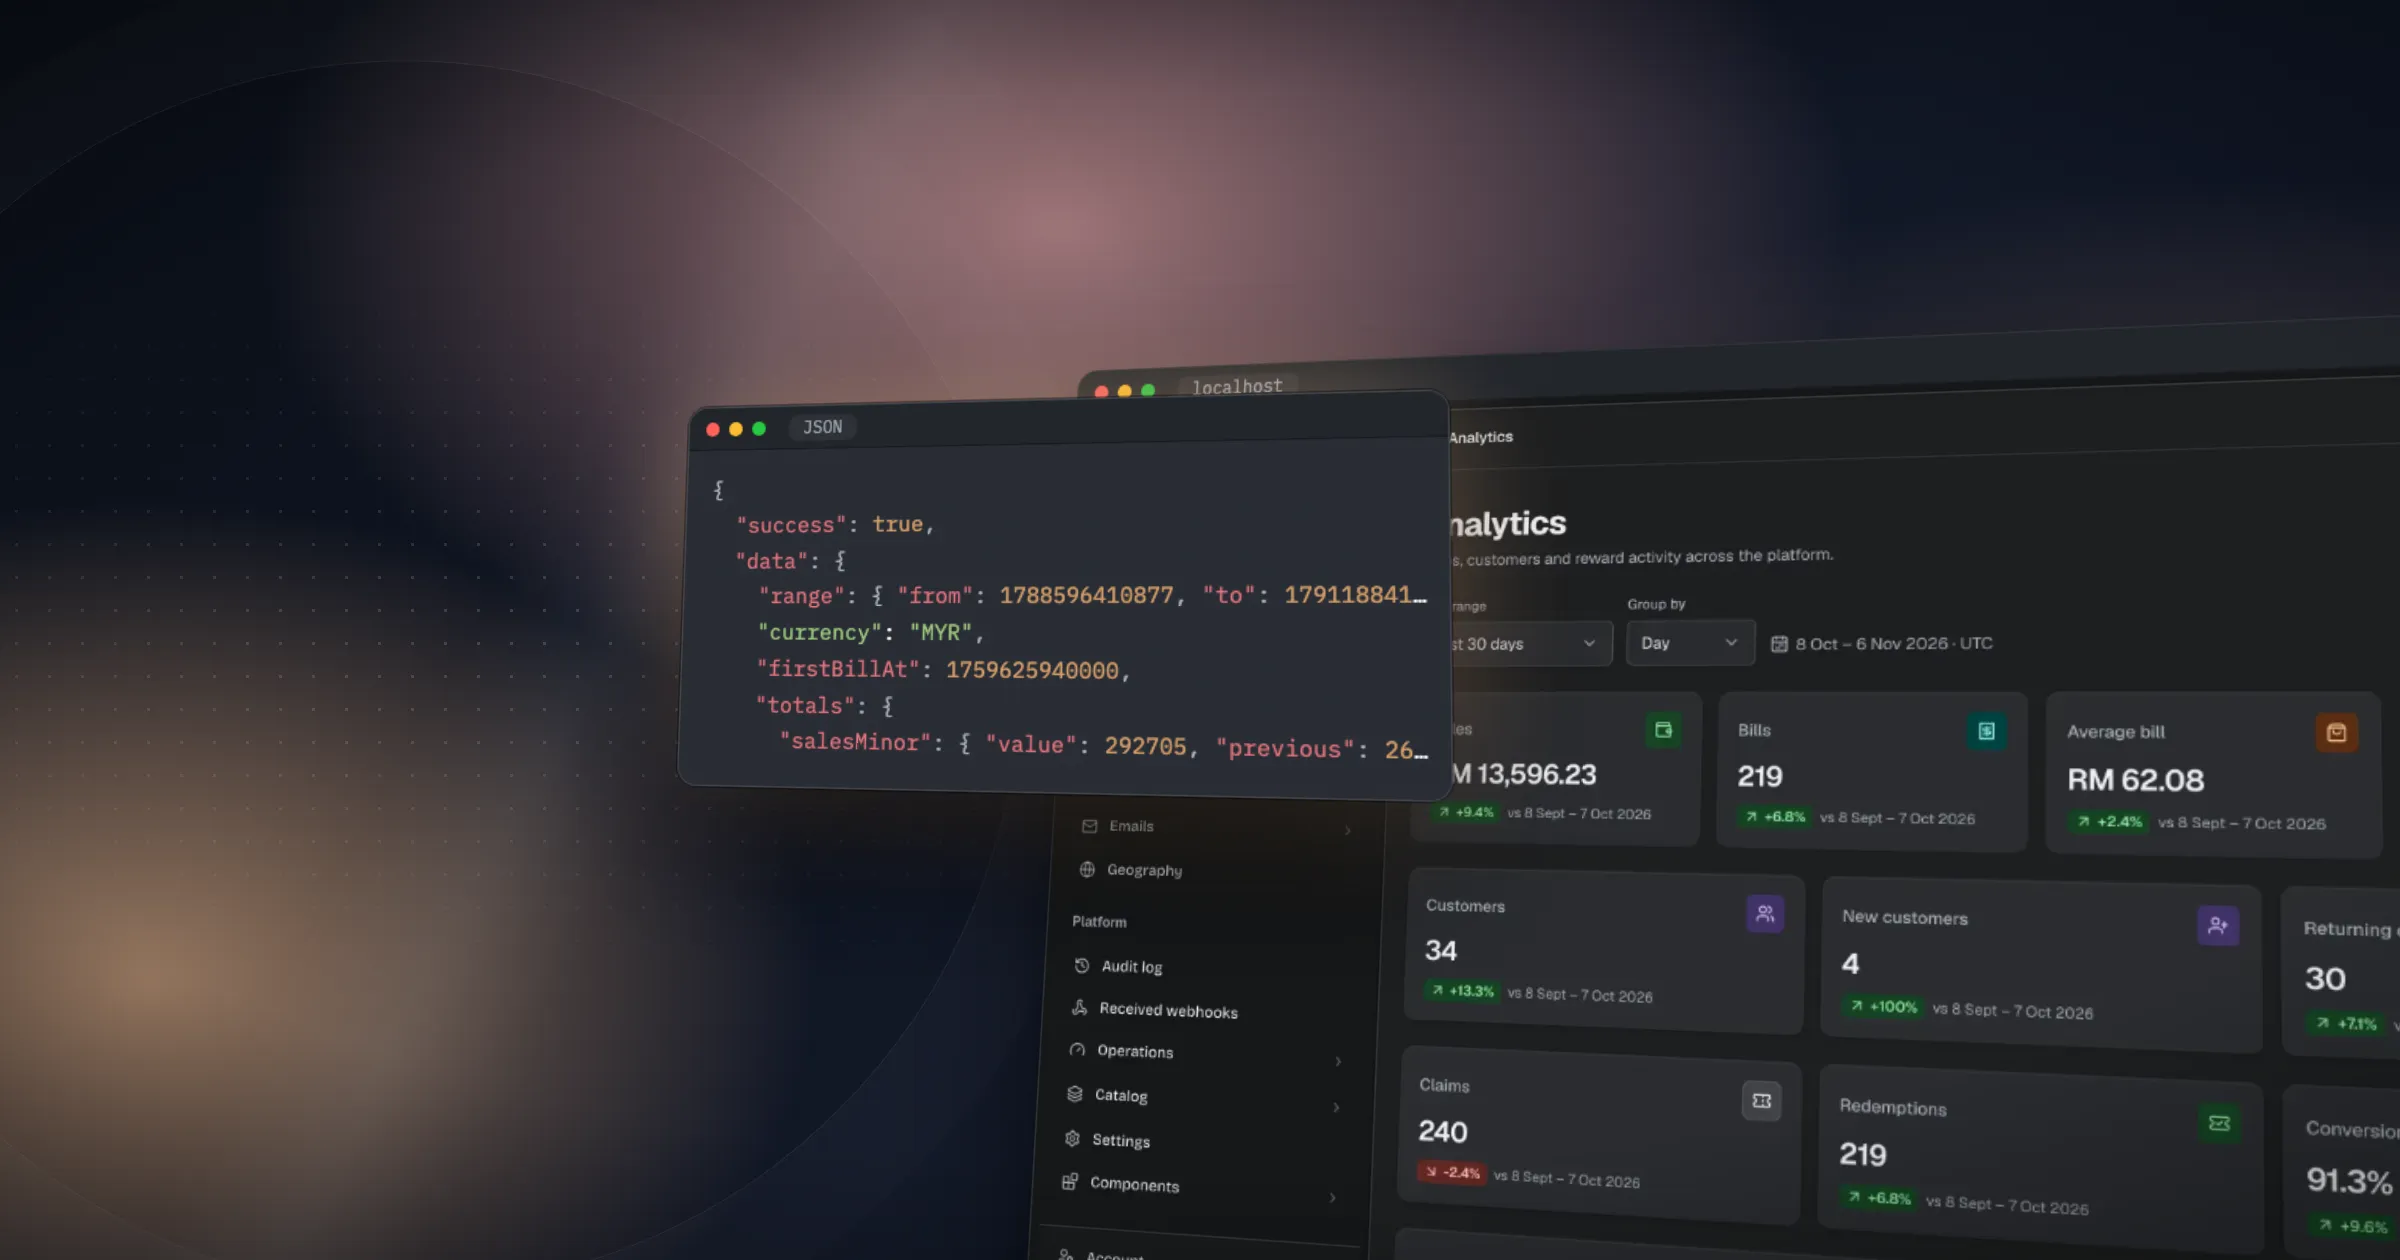 localhost
JSON
{
"success": true,
"data": {
"range": { "from": 1788596410877, "to": 179118841…
"currency": "MYR",
"firstBillAt": 1759625940000,
"totals": {
"salesMinor": { "value": 292705, "previous": 26…
Analytics
nalytics
s, customers and reward activity across the platform.
range
Group by
st 30 days
Day
8 Oct – 6 Nov 2026 · UTC
les
M 13,596.23
+9.4% vs 8 Sept – 7 Oct 2026
Bills
219
+6.8% vs 8 Sept – 7 Oct 2026
Average bill
RM 62.08
+2.4% vs 8 Sept – 7 Oct 2026
Emails
Geography
Platform
Audit log
Received webhooks
Operations
Catalog
Settings
Components
Account
Customers
34
+13.3% vs 8 Sept – 7 Oct 2026
New customers
4
+100% vs 8 Sept – 7 Oct 2026
Returning
30
+7.1%
Claims
240
-2.4% vs 8 Sept – 7 Oct 2026
Redemptions
219
+6.8% vs 8 Sept – 7 Oct 2026
Conversion
91.3%
+9.6%